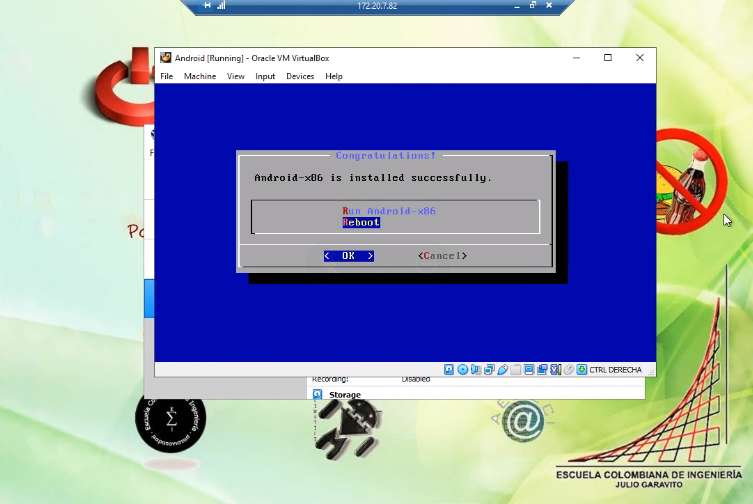 172.20.7.82
Android [Running] - Oracle VM VirtualBox
File Machine View Input Devices Help
Congratulations!
Android-x86 is installed successfully.
Run Android-x86
Reboot
< OK > <Cancel>
CTRL DERECHA
Recording: Disabled
Storage
@
ESCUELA COLOMBIANA DE INGENIERÍA
JULIO GARAVITO